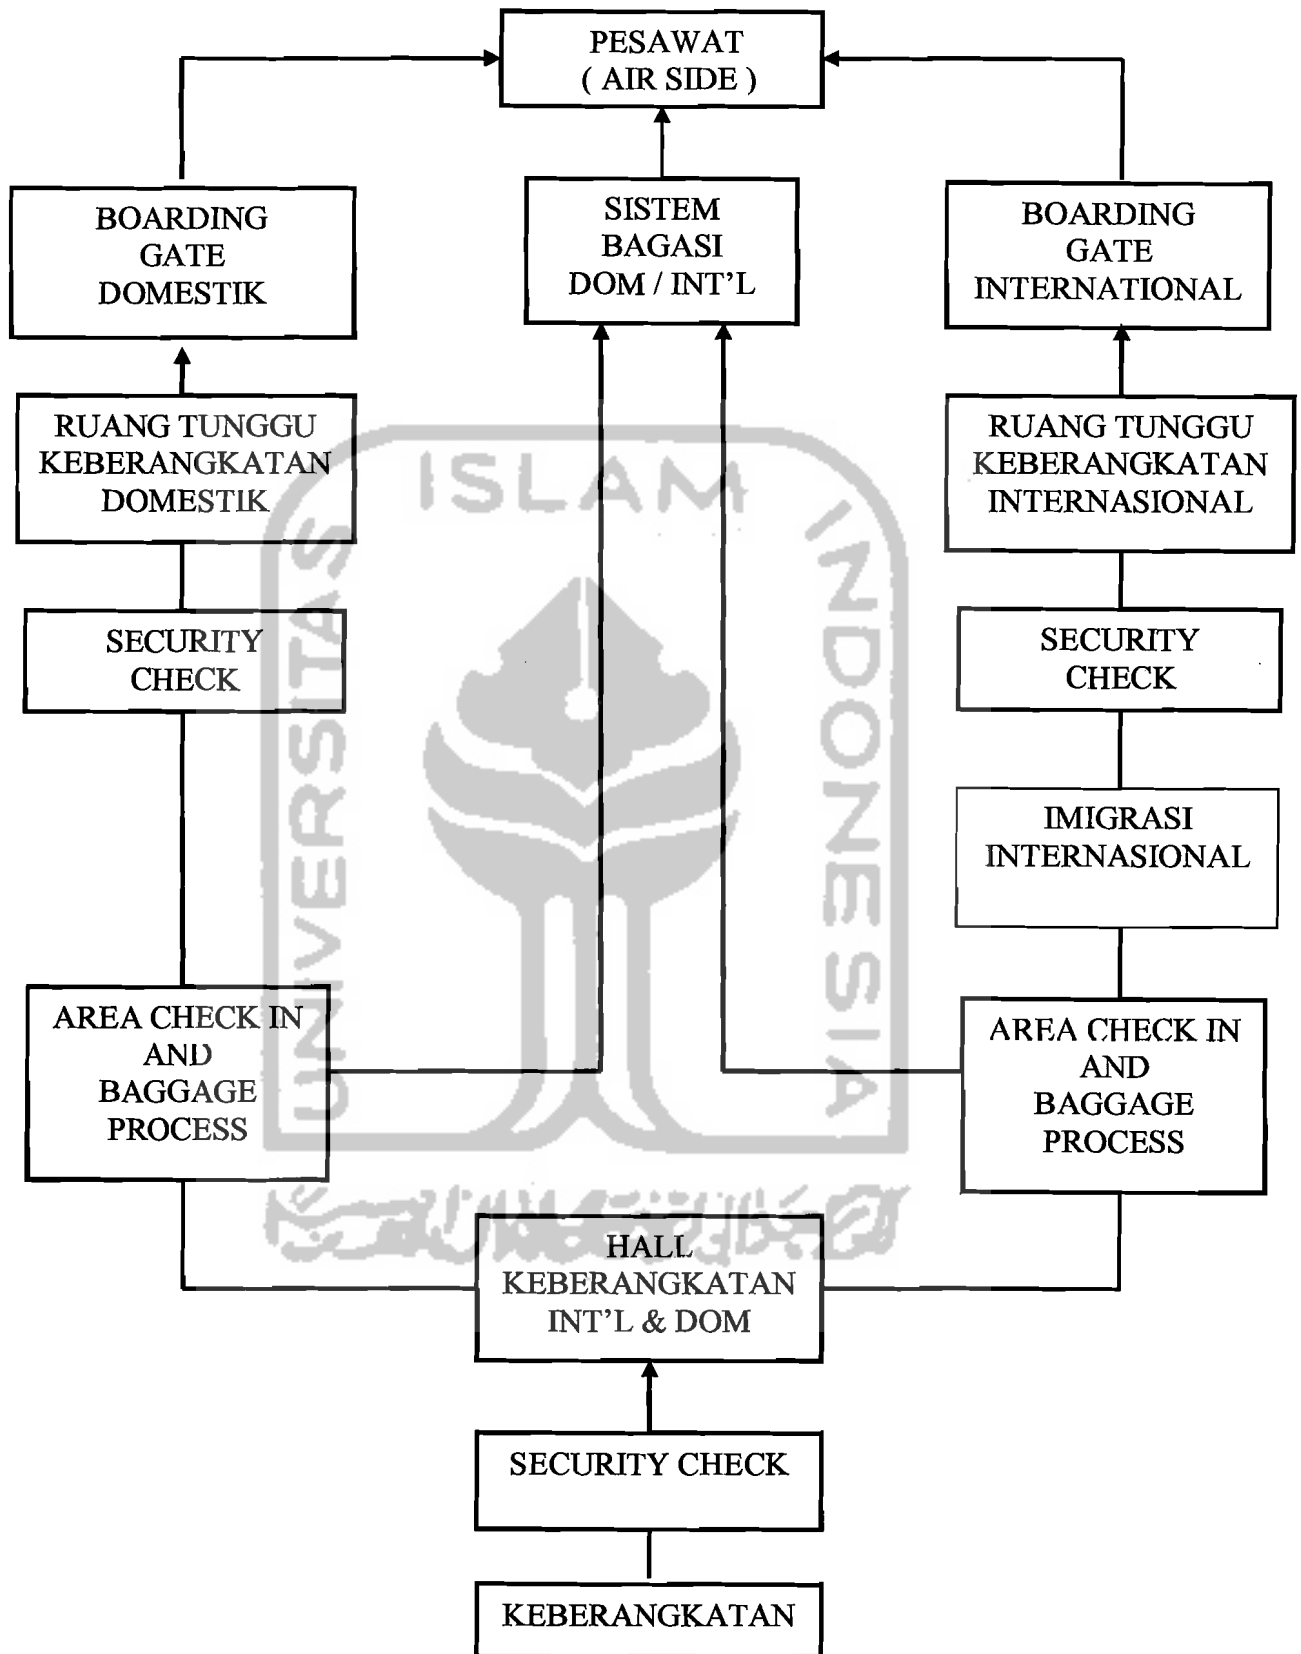 PESAWAT
( AIR SIDE )
BOARDING
GATE
DOMESTIK
SISTEM
BAGASI
DOM / INT'L
BOARDING
GATE
INTERNATIONAL
RUANG TUNGGU
KEBERANGKATAN
DOMESTIK
RUANG TUNGGU
KEBERANGKATAN
INTERNASIONAL
SECURITY
CHECK
SECURITY
CHECK
IMIGRASI
INTERNASIONAL
AREA CHECK IN
AND
BAGGAGE
PROCESS
AREA CHECK IN
AND
BAGGAGE
PROCESS
HALL
KEBERANGKATAN
INT'L & DOM
SECURITY CHECK
KEBERANGKATAN
UNIVERSITAS
ISLAM
INDONESIA